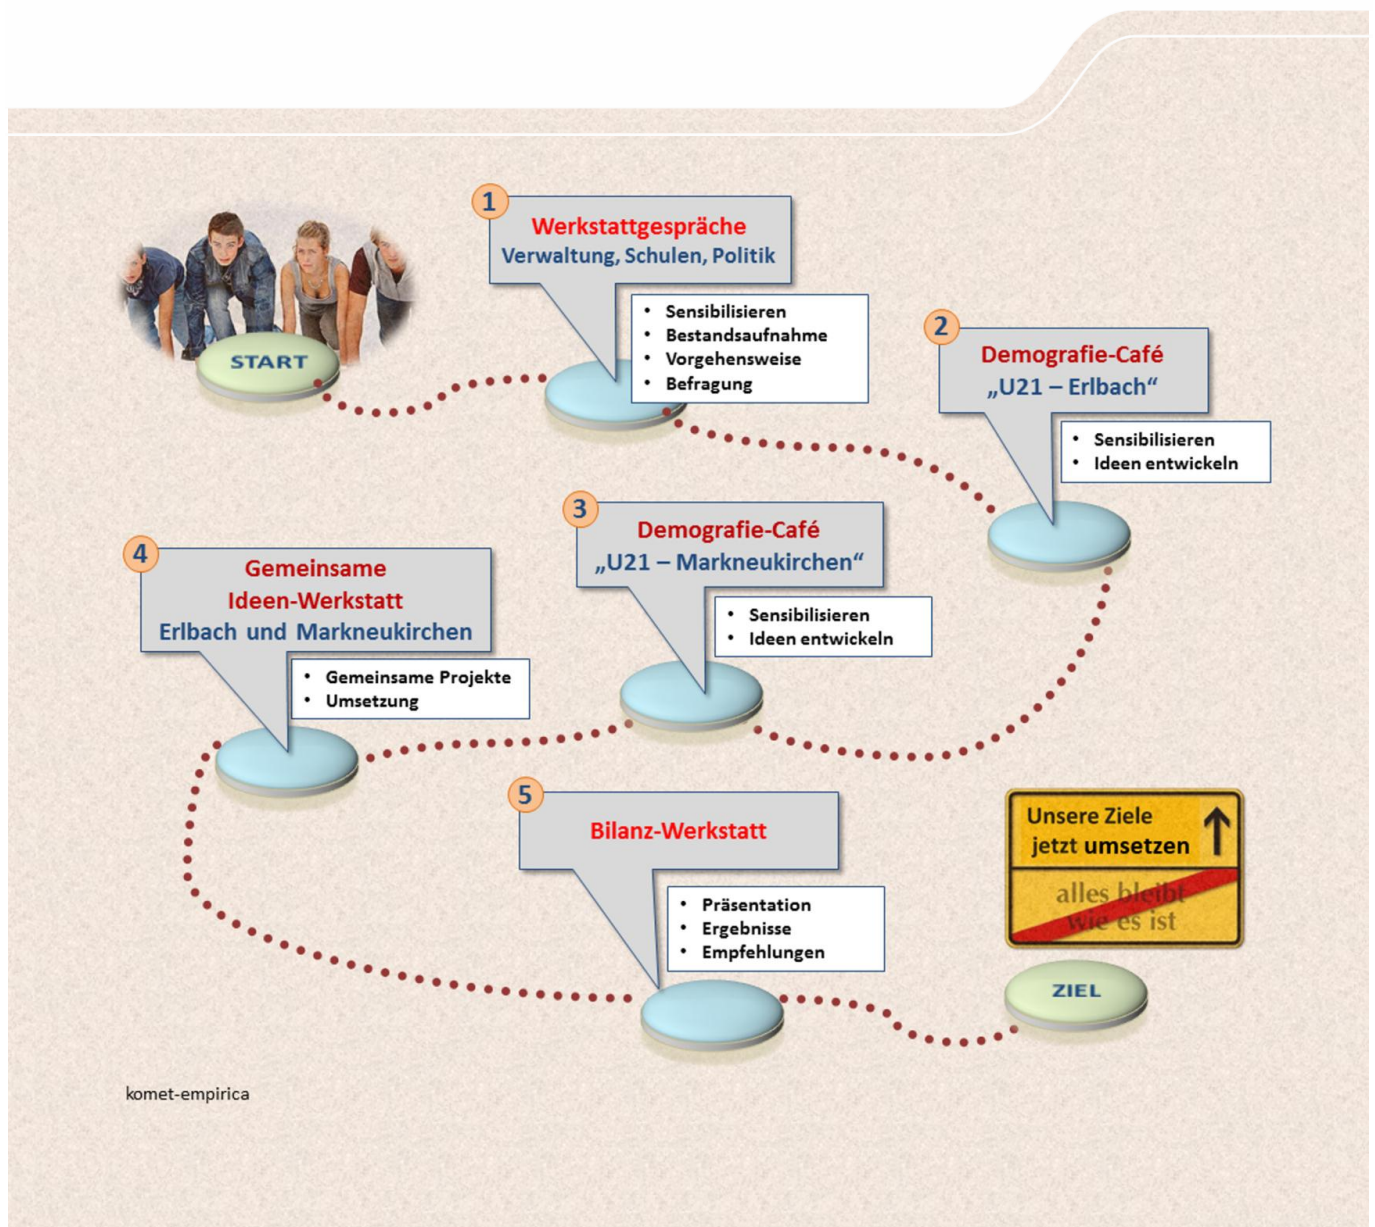 START
1
Werkstattgespräche
Verwaltung, Schulen, Politik
• Sensibilisieren
• Bestandsaufnahme
• Vorgehensweise
• Befragung
2
Demografie-Café
„U21 – Erlbach“
• Sensibilisieren
• Ideen entwickeln
3
Demografie-Café
„U21 – Markneukirchen“
• Sensibilisieren
• Ideen entwickeln
4
Gemeinsame
Ideen-Werkstatt
Erlbach und Markneukirchen
• Gemeinsame Projekte
• Umsetzung
5
Bilanz-Werkstatt
• Präsentation
• Ergebnisse
• Empfehlungen
Unsere Ziele
jetzt umsetzen
alles bleibt
wie es ist
ZIEL
komet-empirica